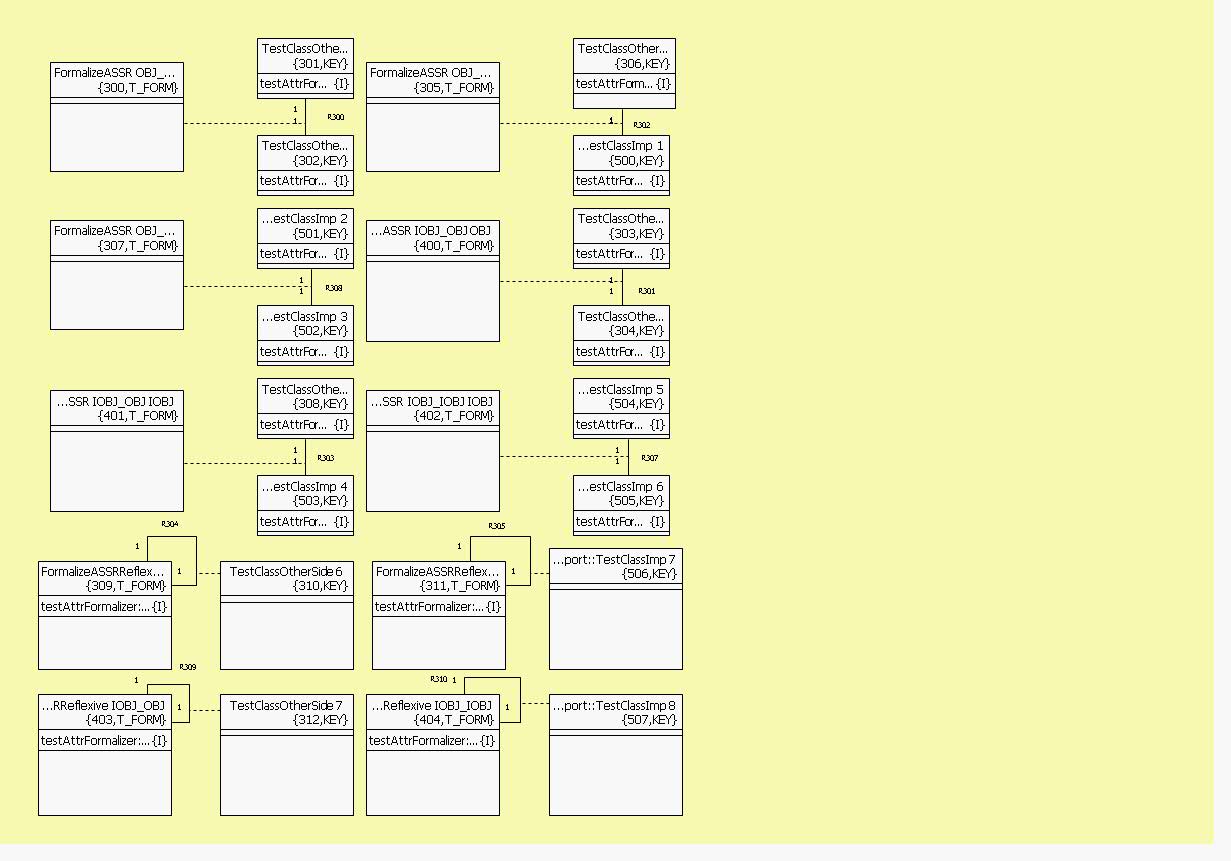 FormalizeASSR OBJ_...
{300,T_FORM}
TestClassOthe...
{301,KEY}
testAttrFor... {I}
1
1
R300
TestClassOthe...
{302,KEY}
testAttrFor... {I}
FormalizeASSR OBJ_...
{305,T_FORM}
TestClassOther...
{306,KEY}
testAttrForm... {I}
1
R302
...estClassImp 1
{500,KEY}
testAttrFor... {I}
FormalizeASSR OBJ_...
{307,T_FORM}
...estClassImp 2
{501,KEY}
testAttrFor... {I}
1
1
R308
...estClassImp 3
{502,KEY}
testAttrFor... {I}
...ASSR IOBJ_OBJ OBJ
{400,T_FORM}
TestClassOthe...
{303,KEY}
testAttrFor... {I}
1
1
R301
TestClassOthe...
{304,KEY}
testAttrFor... {I}
...SSR IOBJ_OBJ IOBJ
{401,T_FORM}
TestClassOthe...
{308,KEY}
testAttrFor... {I}
1
1
R303
...estClassImp 4
{503,KEY}
testAttrFor... {I}
...SSR IOBJ_IOBJ IOBJ
{402,T_FORM}
...estClassImp 5
{504,KEY}
testAttrFor... {I}
1
1
R307
...estClassImp 6
{505,KEY}
testAttrFor... {I}
R304
1
1
FormalizeASSRReflex...
{309,T_FORM}
testAttrFormalizer:... {I}
TestClassOtherSide6
{310,KEY}
R305
1
1
FormalizeASSRReflex...
{311,T_FORM}
testAttrFormalizer:... {I}
...port::TestClassImp 7
{506,KEY}
R309
1
1
...RReflexive IOBJ_OBJ
{403,T_FORM}
testAttrFormalizer:... {I}
TestClassOtherSide7
{312,KEY}
R310
1
1
...Reflexive IOBJ_IOBJ
{404,T_FORM}
testAttrFormalizer:... {I}
...port::TestClassImp 8
{507,KEY}